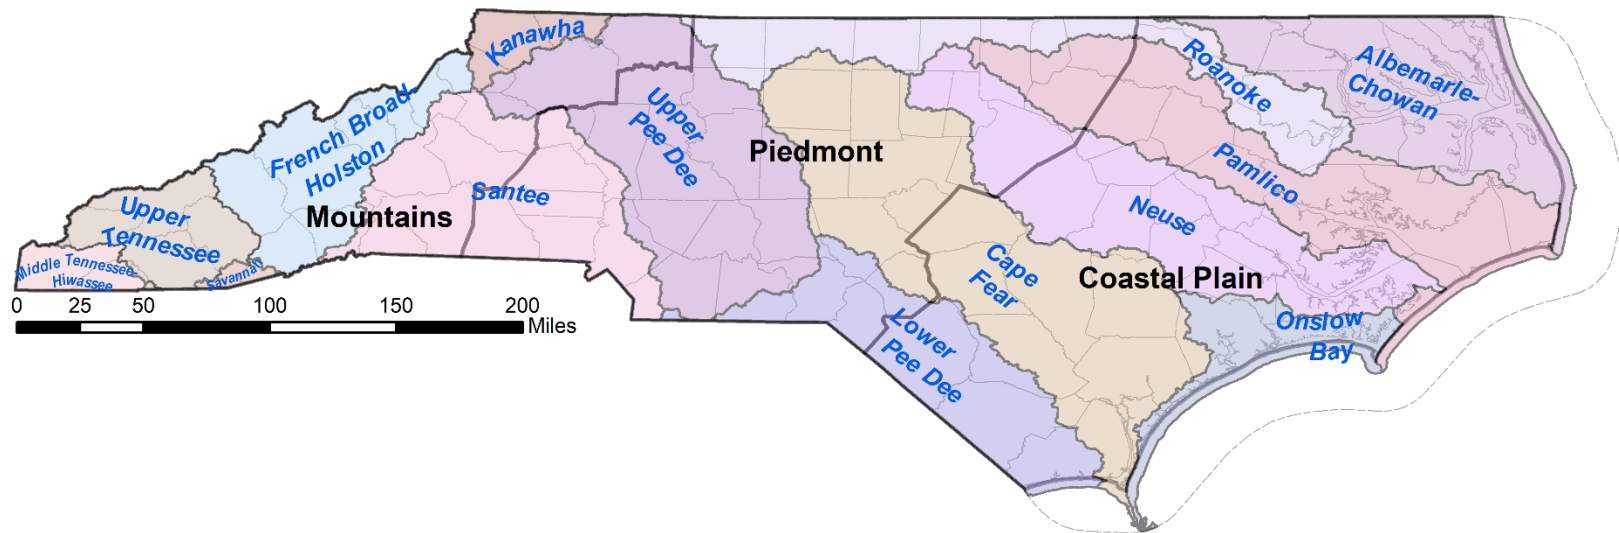 Kanawha
French Broad-
Holston
Upper
Tennessee
Middle Tennessee-
Hiwassee
Savannah
Mountains
Santee
Upper
Pee Dee
Piedmont
Roanoke
Albemarle-
Chowan
Pamlico
Neuse
Cape
Fear
Coastal Plain
Lower
Pee Dee
Onslow
Bay
0 25 50 100 150 200
Miles